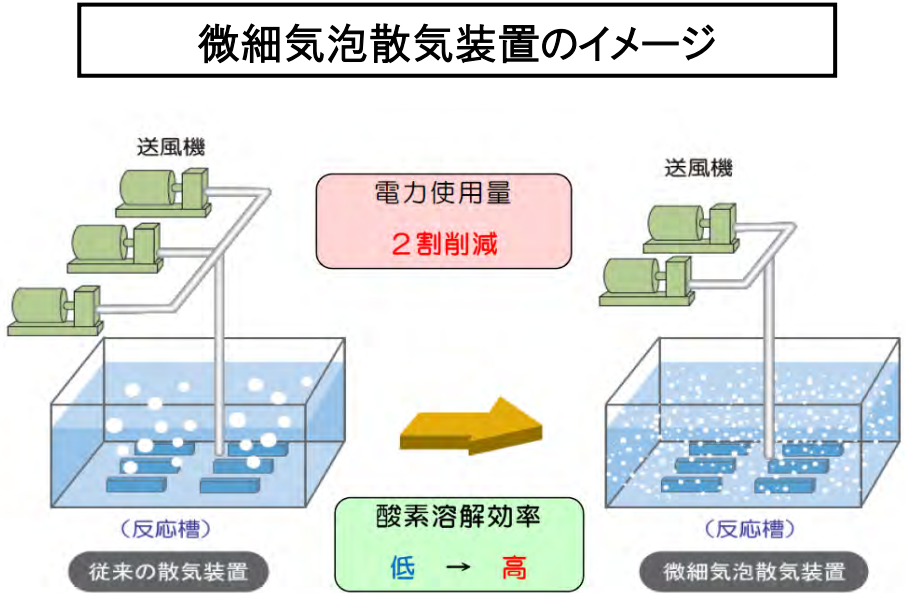 微細気泡散気装置のイメージ
送風機
送風機
電力使用量
２割削減
酸素溶解効率
低 → 高
（反応槽）
（反応槽）
従来の散気装置
微細気泡散気装置